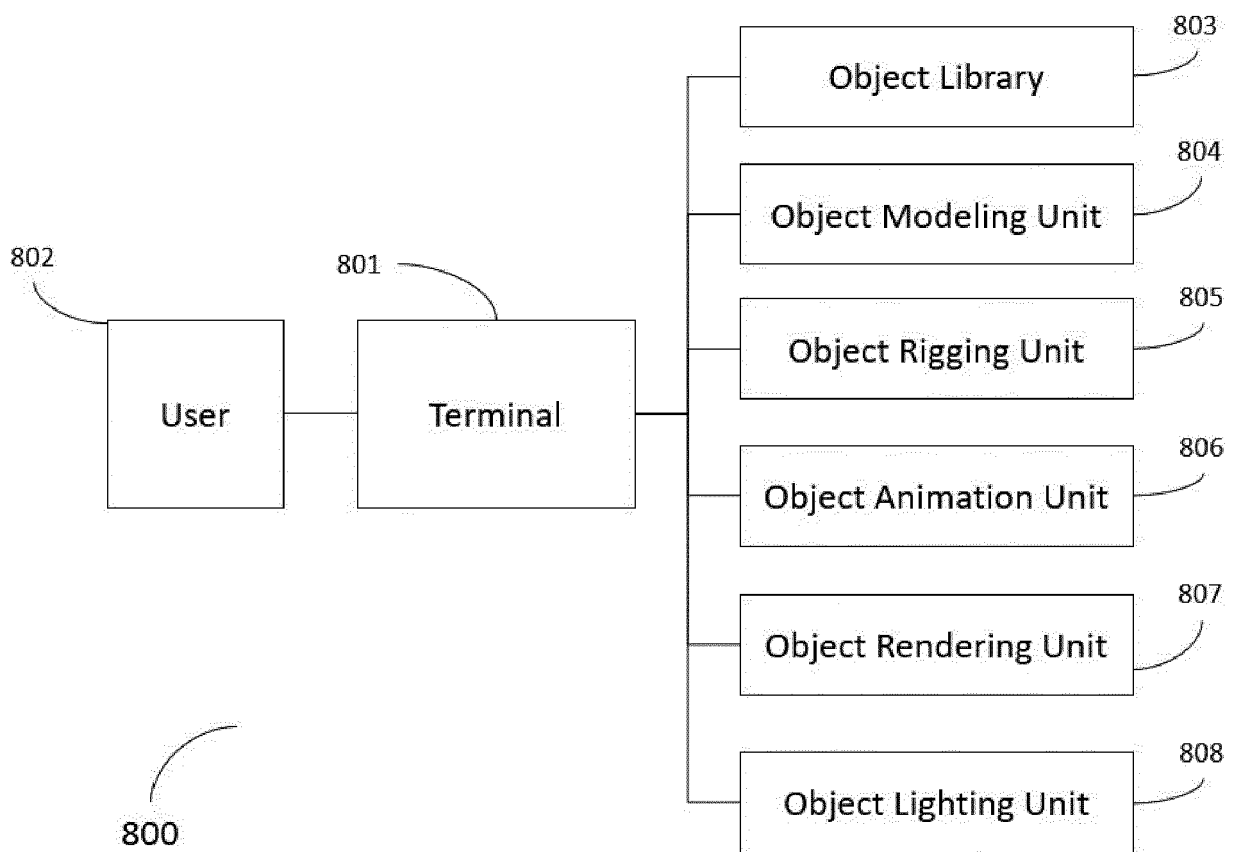 803
Object Library
804
Object Modeling Unit
802
801
805
Object Rigging Unit
User
Terminal
806
Object Animation Unit
807
Object Rendering Unit
808
Object Lighting Unit
800